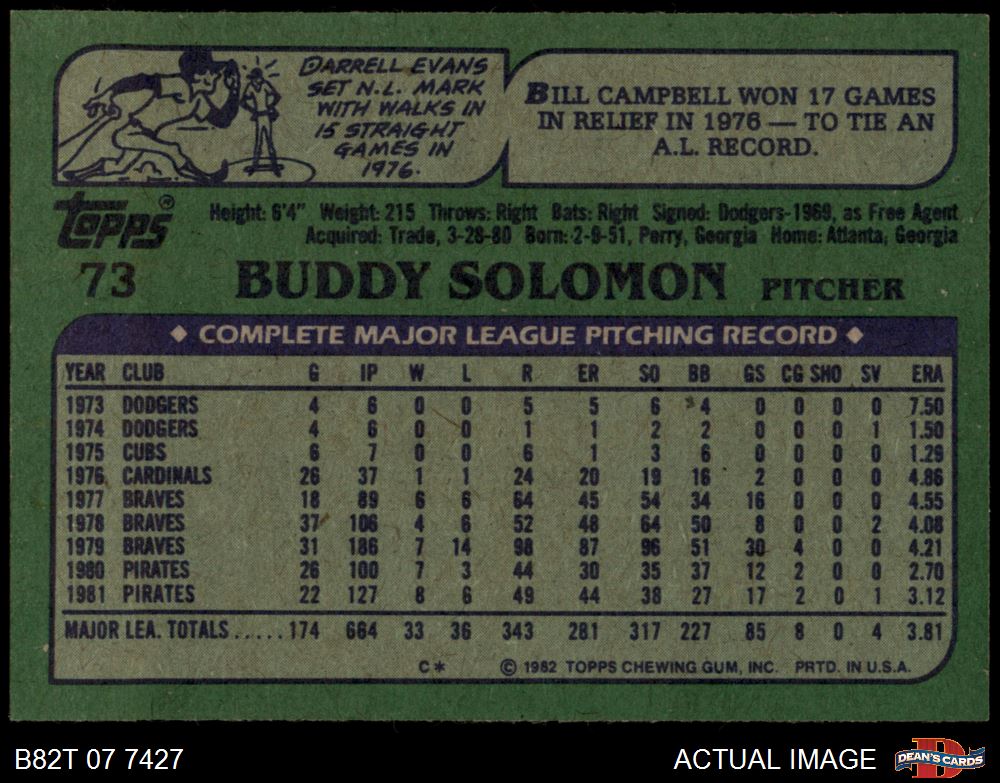 DARRELL EVANS
SET N.L. MARK
WITH WALKS IN
15 STRAIGHT
GAMES IN
1976.
BILL CAMPBELL WON 17 GAMES
IN RELIEF IN 1976 — TO TIE AN
A.L. RECORD.
topps®
Height: 6'4" Weight: 215 Throws: Right Bats: Right Signed: Dodgers-1969, as Free Agent
Acquired: Trade, 3-28-80 Born: 2-9-51, Perry, Georgia Home: Atlanta, Georgia
73 BUDDY SOLOMON PITCHER
◆ COMPLETE MAJOR LEAGUE PITCHING RECORD ◆
YEAR CLUB G IP W L R ER SO BB GS CG SHO SV ERA
1973 DODGERS 4 6 0 0 5 5 6 4 0 0 0 0 7.50
1974 DODGERS 4 6 0 0 1 1 2 2 0 0 0 1 1.50
1975 CUBS 6 7 0 0 6 1 3 6 0 0 0 0 1.29
1976 CARDINALS 26 37 1 1 24 20 19 16 2 0 0 0 4.86
1977 BRAVES 18 89 6 6 64 45 54 34 16 0 0 0 4.55
1978 BRAVES 37 106 4 6 52 48 64 50 8 0 0 2 4.08
1979 BRAVES 31 186 7 14 98 87 96 51 30 4 0 0 4.21
1980 PIRATES 26 100 7 3 44 30 35 37 12 2 0 0 2.70
1981 PIRATES 22 127 8 6 49 44 38 27 17 2 0 1 3.12
MAJOR LEA. TOTALS.....174 664 33 36 343 281 317 227 85 8 0 4 3.81
C* © 1982 TOPPS CHEWING GUM, INC. PRTD. IN U.S.A.
B82T 07 7427 ACTUAL IMAGE DEAN'S CARDS